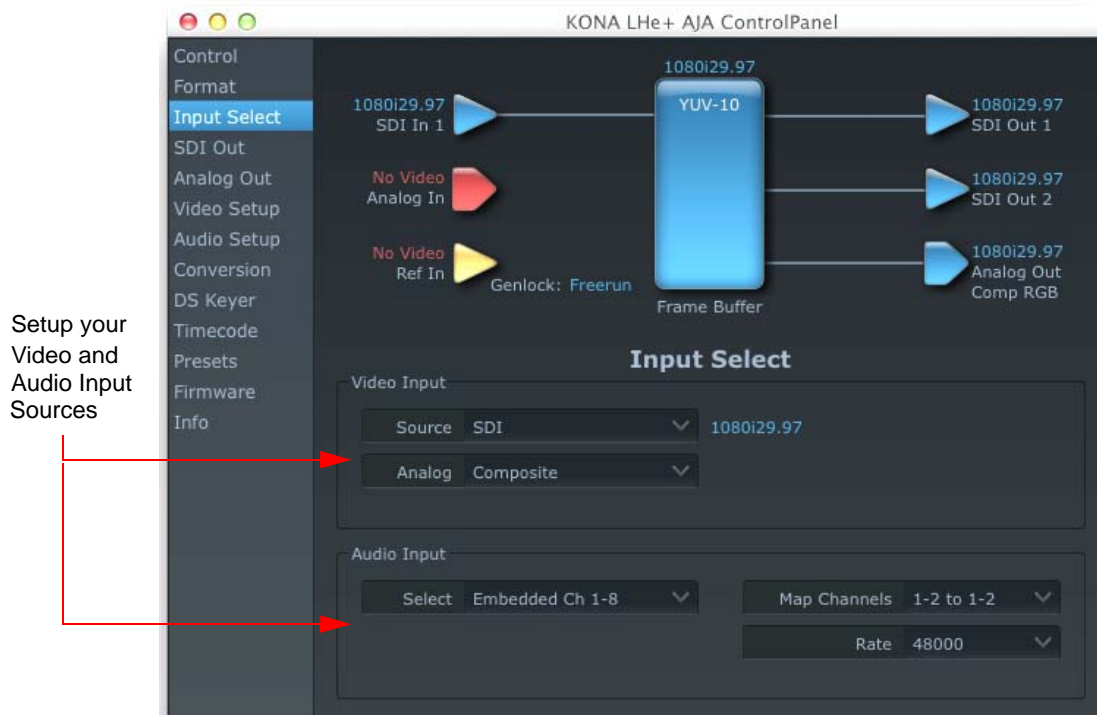 KONA LHe+ AJA ControlPanel
Control
Format
Input Select
SDI Out
Analog Out
Video Setup
Audio Setup
Conversion
DS Keyer
Timecode
Presets
Firmware
Info
Setup your
Video and
Audio Input
Sources
1080i29.97
YUV-10
Frame Buffer
1080i29.97
SDI In 1
No Video
Analog In
No Video
Ref In
Genlock: Freerun
1080i29.97
SDI Out 1
1080i29.97
SDI Out 2
1080i29.97
Analog Out
Comp RGB
Input Select
Video Input
Source SDI 1080i29.97
Analog Composite
Audio Input
Select Embedded Ch 1-8 Map Channels 1-2 to 1-2
Rate 48000